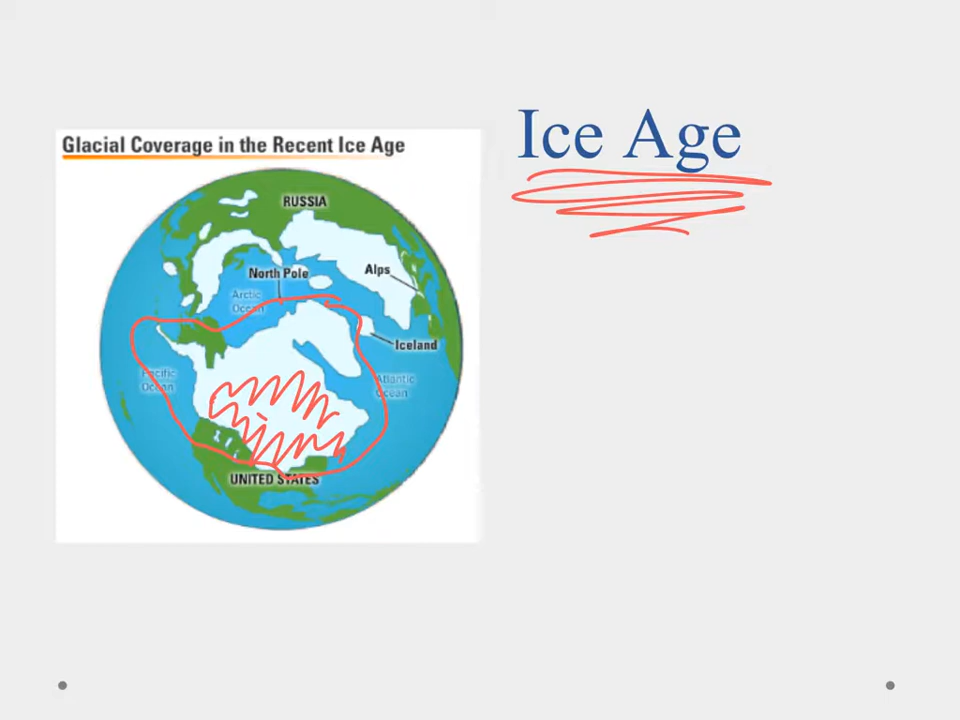 Ice Age
Glacial Coverage in the Recent Ice Age
RUSSIA
North Pole
Alps
Arctic
Ocean
Iceland
Pacific
Ocean
Atlantic
Ocean
UNITED STATES